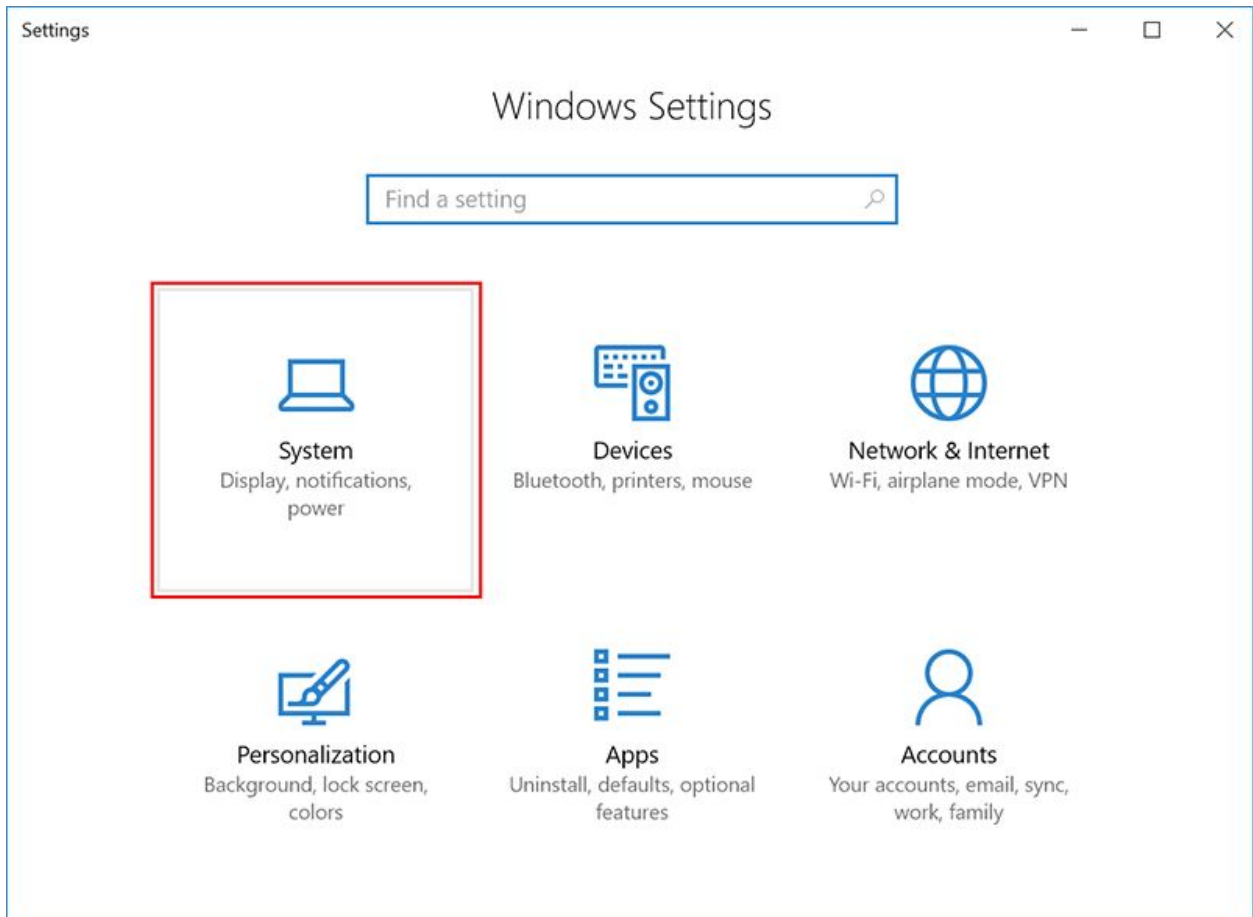 Settings
Windows Settings
Find a setting
System
Display, notifications,
power
Devices
Bluetooth, printers, mouse
Network & Internet
Wi-Fi, airplane mode, VPN
Personalization
Background, lock screen,
colors
Apps
Uninstall, defaults, optional
features
Accounts
Your accounts, email, sync,
work, family